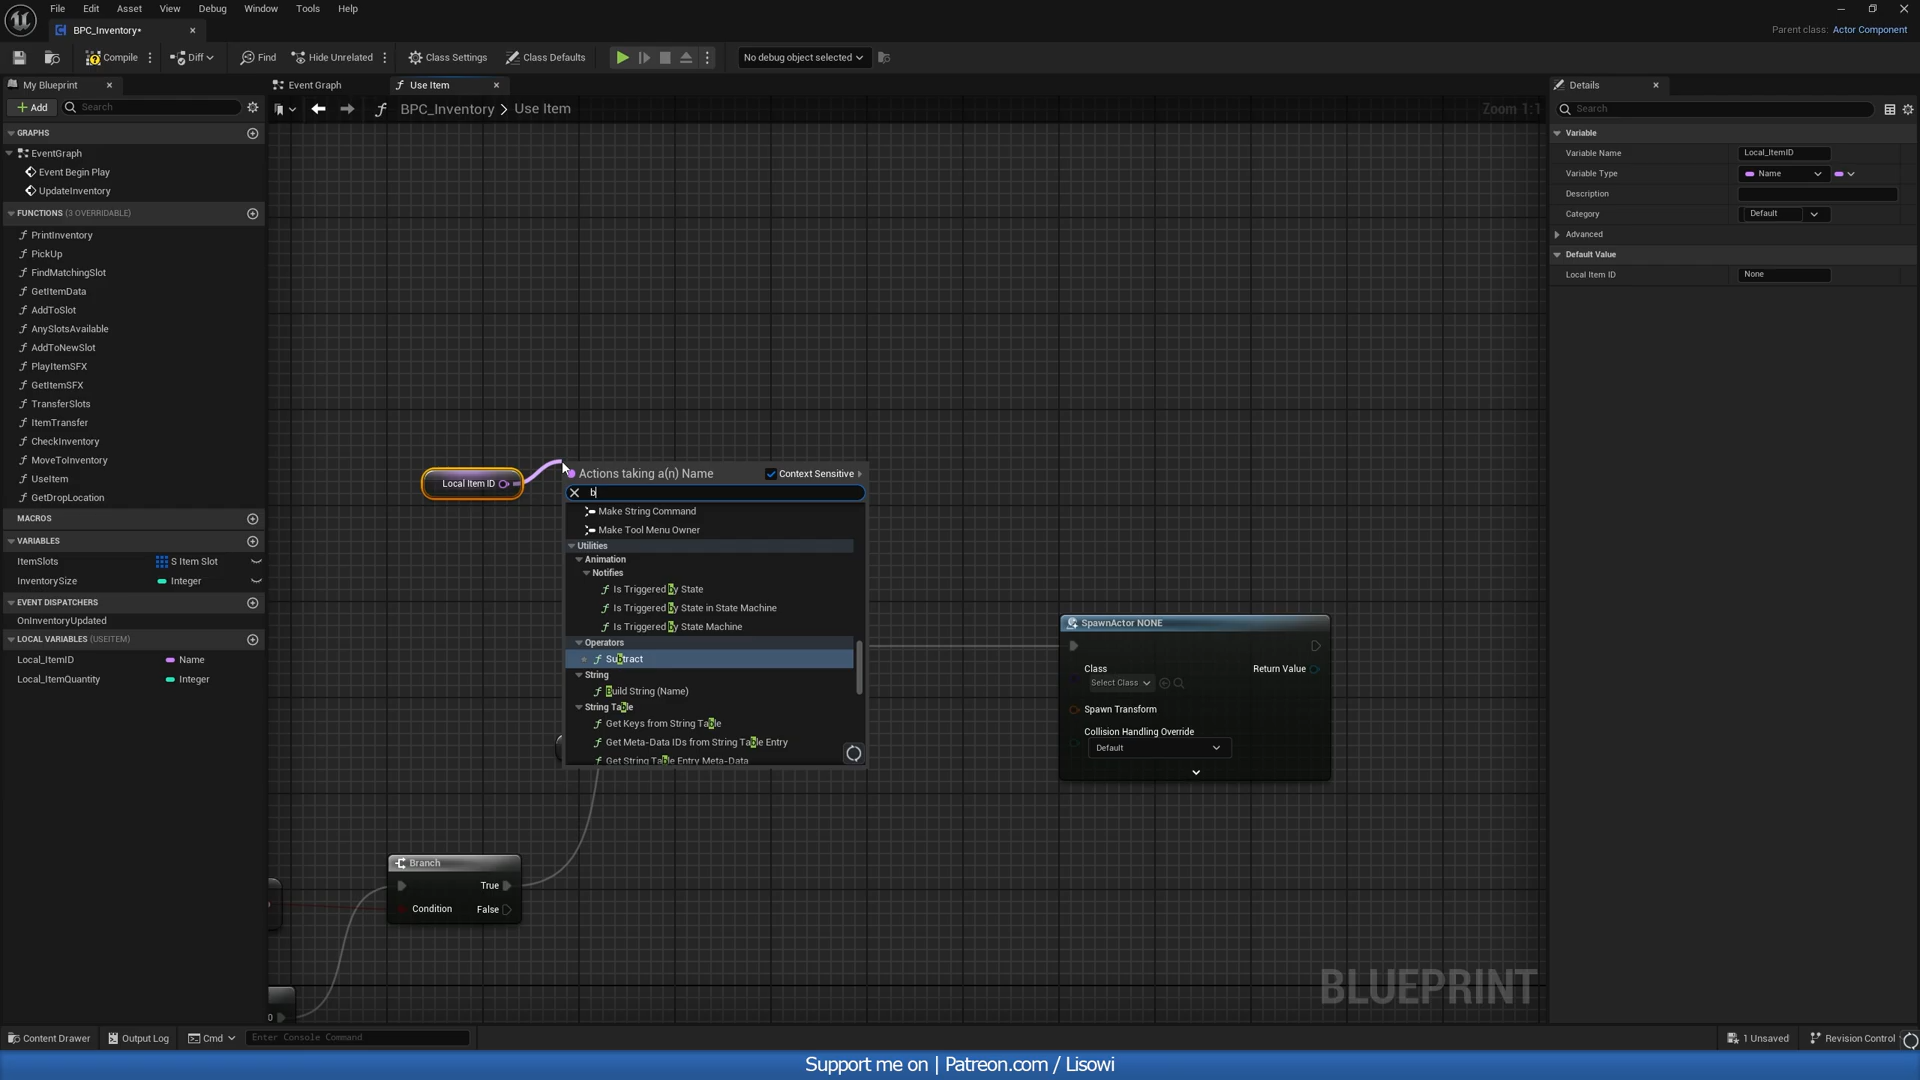 File Edit Asset View Debug Window Tools Help
BPC_Inventory*
Parent class: Actor Component
Compile Diff Find Hide Unrelated Class Settings Class Defaults No debug object selected
My Blueprint Event Graph Use Item Details
Add Search BPC_Inventory > Use Item Zoom 1:1 Search
GRAPHS
EventGraph
Event Begin Play
UpdateInventory
FUNCTIONS (3 OVERRIDABLE)
PrintInventory
PickUp
FindMatchingSlot
GetItemData
AddToSlot
AnySlotsAvailable
AddToNewSlot
PlayItemSFX
GetItemSFX
TransferSlots
ItemTransfer
CheckInventory
MoveToInventory
UseItem
GetDropLocation
MACROS
VARIABLES
ItemSlots S Item Slot
InventorySize Integer
EVENT DISPATCHERS
OnInventoryUpdated
LOCAL VARIABLES (USEITEM)
Local_ItemID Name
Local_ItemQuantity Integer
Local Item ID
Actions taking a(n) Name Context Sensitive
b
Make String Command
Make Tool Menu Owner
Utilities
Animation
Notifies
Is Triggered by State
Is Triggered by State in State Machine
Is Triggered by State Machine
Operators
Subtract
String
Build String (Name)
String Table
Get Keys from String Table
Get Meta-Data IDs from String Table Entry
Get String Table Entry Meta-Data
Branch
True
Condition False
SpawnActor NONE
Class Return Value
Select Class
Spawn Transform
Collision Handling Override
Default
BLUEPRINT
Variable
Variable Name Local_ItemID
Variable Type Name
Description
Category Default
Advanced
Default Value
Local Item ID None
Content Drawer Output Log Cmd Enter Console Command 1 Unsaved Revision Control
Support me on | Patreon.com / Lisowi